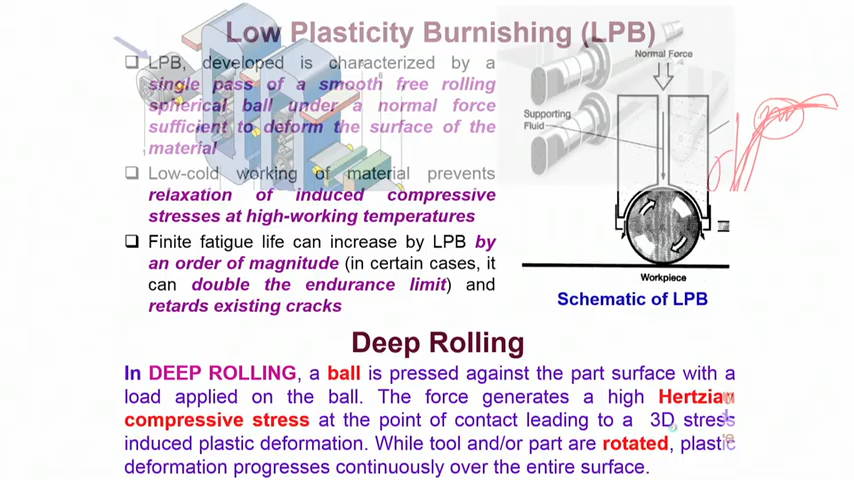 Low Plasticity Burnishing (LPB)
❑ LPB, developed is characterized by a
single pass of a smooth free rolling
spherical ball under a normal force
sufficient to deform the surface of the
material
❑ Low-cold working of material prevents
relaxation of induced compressive
stresses at high-working temperatures
❑ Finite fatigue life can increase by LPB by
an order of magnitude (in certain cases, it
can double the endurance limit) and
retards existing cracks
Normal Force
Supporting
Fluid
Workpiece
Schematic of LPB
Deep Rolling
In DEEP ROLLING, a ball is pressed against the part surface with a
load applied on the ball. The force generates a high Hertzian
compressive stress at the point of contact leading to a 3D stress
induced plastic deformation. While tool and/or part are rotated, plastic
deformation progresses continuously over the entire surface.